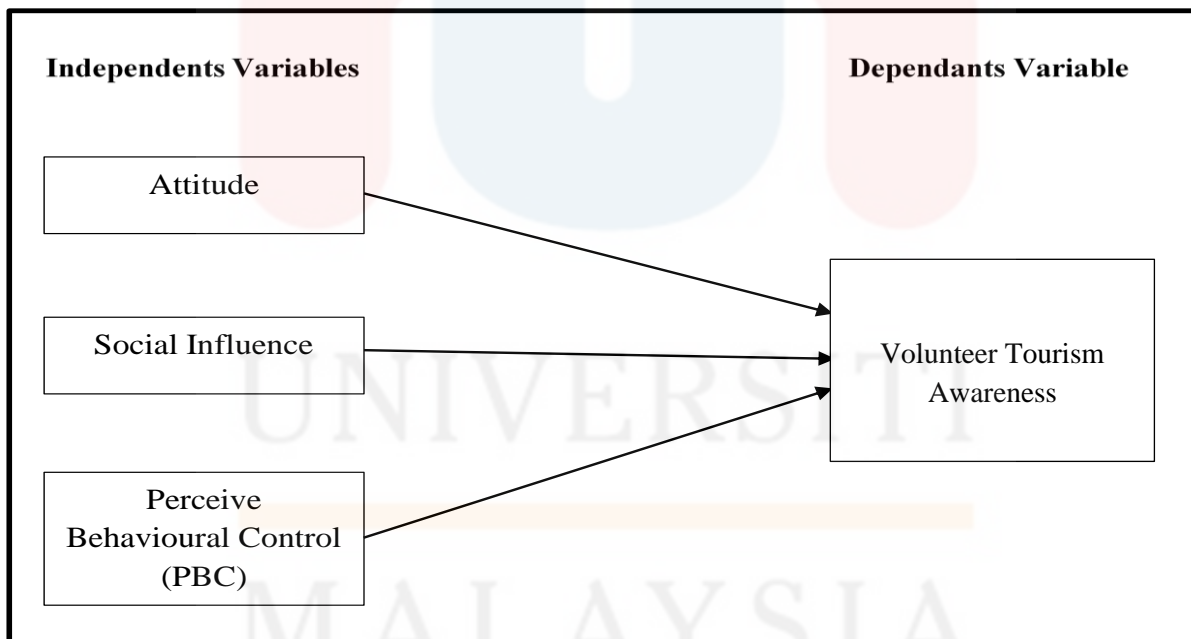 Independents Variables
Dependants Variable
Attitude
Social Influence
Volunteer Tourism
Awareness
UNIVERSITI
Perceive
Behavioural Control
(PBC)
MALAYSIA